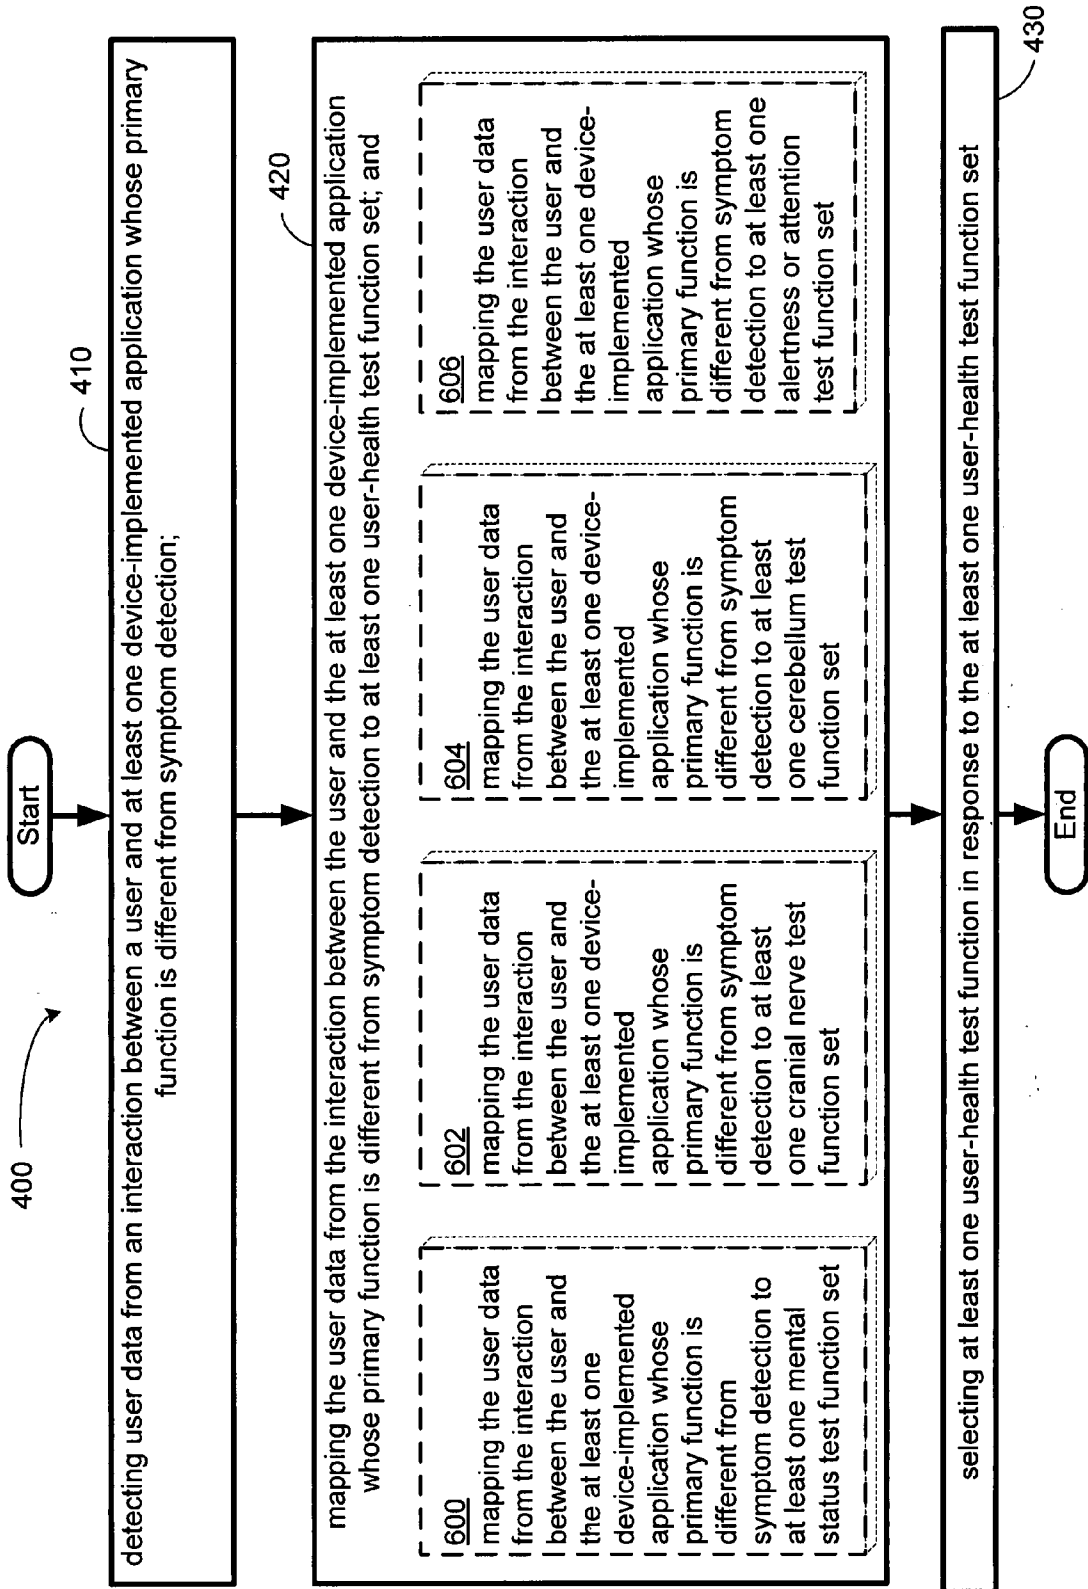 400
Start
410
detecting user data from an interaction between a user and at least one device-implemented application whose primary
function is different from symptom detection;
420
mapping the user data from the interaction between the user and the at least one device-implemented application
whose primary function is different from symptom detection to at least one user-health test function set; and
600
mapping the user data
from the interaction
between the user and
the at least one
device-implemented
application whose
primary function is
different from
symptom detection to
at least one mental
status test function set
602
mapping the user data
from the interaction
between the user and
the at least one device-
implemented
application whose
primary function is
different from symptom
detection to at least
one cranial nerve test
function set
604
mapping the user data
from the interaction
between the user and
the at least one device-
implemented
application whose
primary function is
different from symptom
detection to at least
one cerebellum test
function set
606
mapping the user data
from the interaction
between the user and
the at least one device-
implemented
application whose
primary function is
different from symptom
detection to at least one
alertness or attention
test function set
430
selecting at least one user-health test function in response to the at least one user-health test function set
End